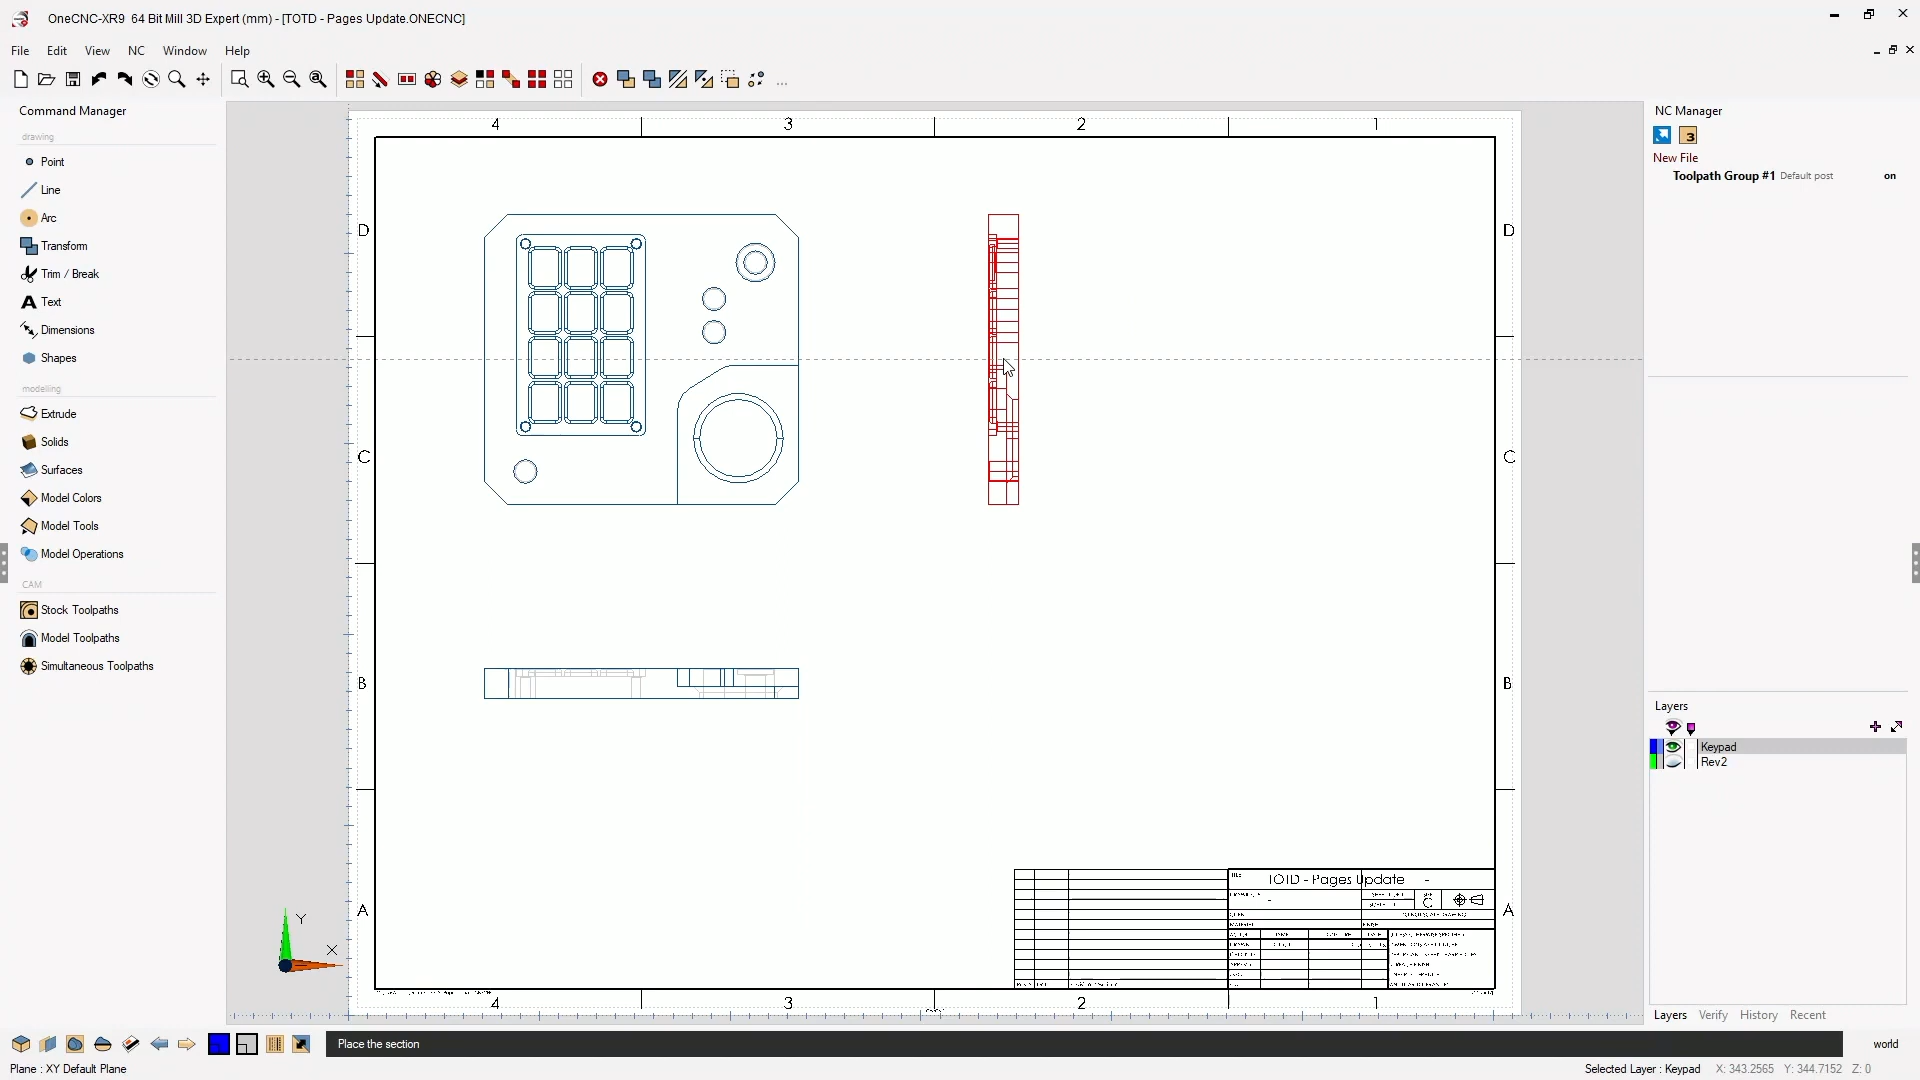 OneCNC-XR9 64 Bit Mill 3D Expert (mm) - [TOTD - Pages Update.ONECNC]
File Edit View NC Window Help
...
Command Manager
drawing
Point
Line
Arc
Transform
Trim / Break
Text
Dimensions
Shapes
modelling
Extrude
Solids
Surfaces
Model Colors
Model Tools
Model Operations
CAM
Stock Toolpaths
Model Toolpaths
Simultaneous Toolpaths
4 3 2 1
D D
C C
B B
A A
TOTD - Pages Update -
C
4 3 2 1
Y
X
NC Manager
3
New File
Toolpath Group #1 Default post on
Layers
Keypad
Rev2
Layers Verify History Recent
Place the section
world
Plane : XY Default Plane
Selected Layer : Keypad X: 343.2565 Y: 344.7152 Z: 0